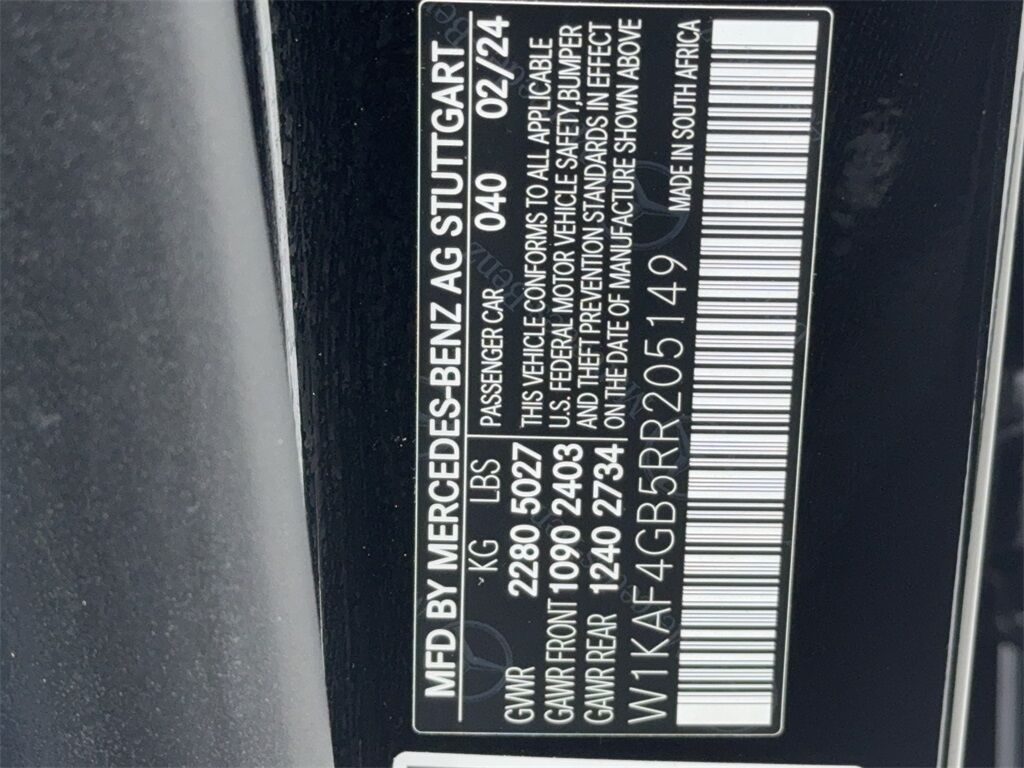 MFD BY MERCEDES-BENZ AG STUTTGART
KG LBS PASSENGER CAR 040 02/24
GWR 2280 5027 THIS VEHICLE CONFORMS TO ALL APPLICABLE
GAWR FRONT 1090 2403 U.S. FEDERAL MOTOR VEHICLE SAFETY,BUMPER
GAWR REAR 1240 2734 AND THEFT PREVENTION STANDARDS IN EFFECT
ON THE DATE OF MANUFACTURE SHOWN ABOVE
W1KAF4GB5RR205149 MADE IN SOUTH AFRICA